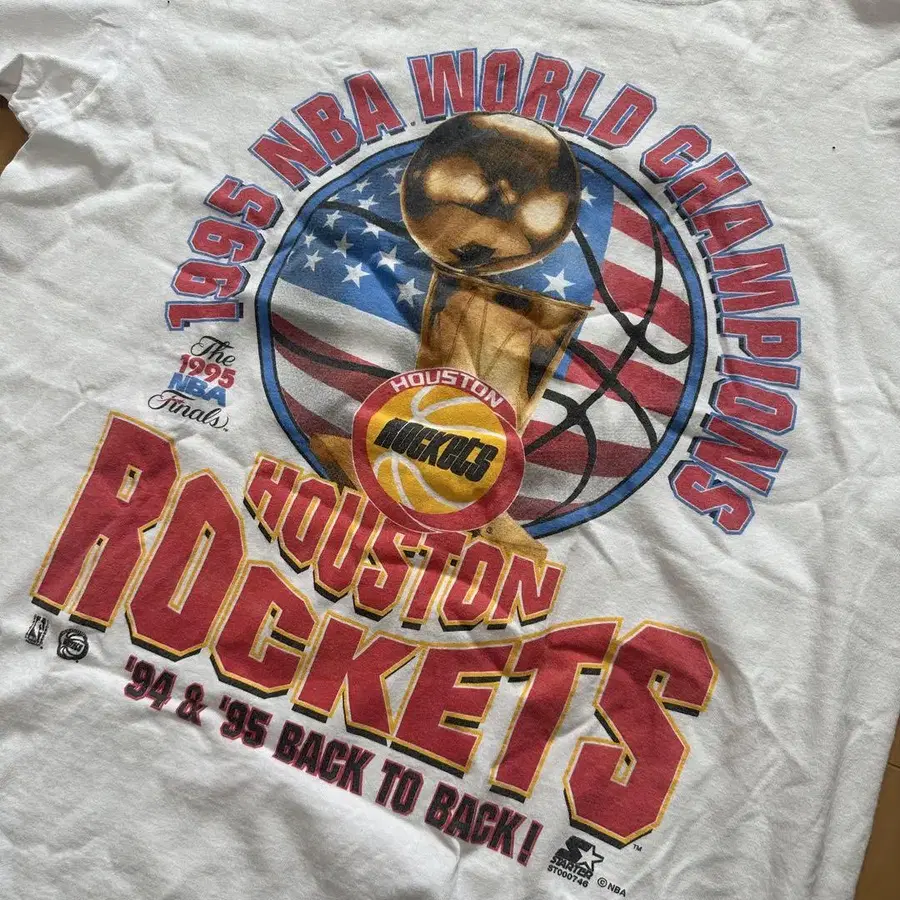 1995 NBA WORLD CHAMPIONS
The
1995
NBA
Finals
HOUSTON
ROCKETS
HOUSTON
ROCKETS
'94 & '95 BACK TO BACK!
TM
STARTER
ST000746
©NBA